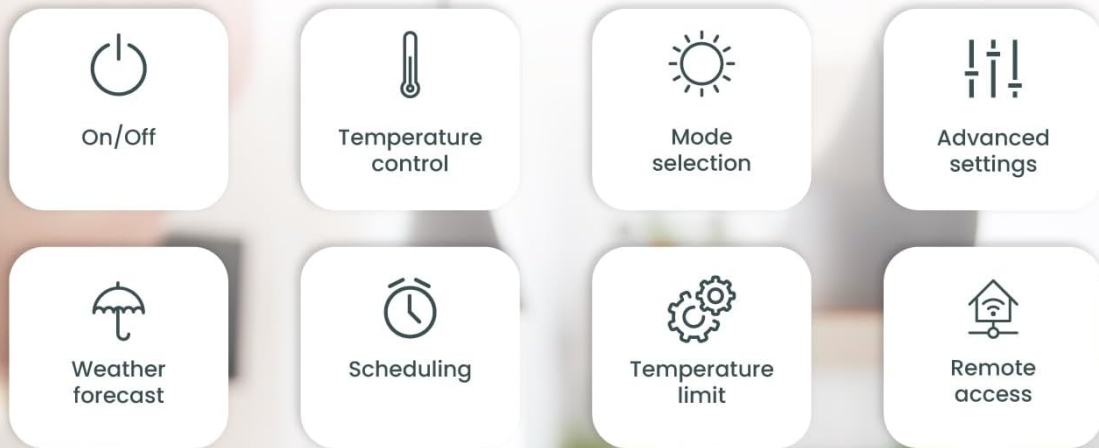 On/Off
Temperature
control
Mode
selection
Advanced
settings
Weather
forecast
Scheduling
Temperature
limit
Remote
access